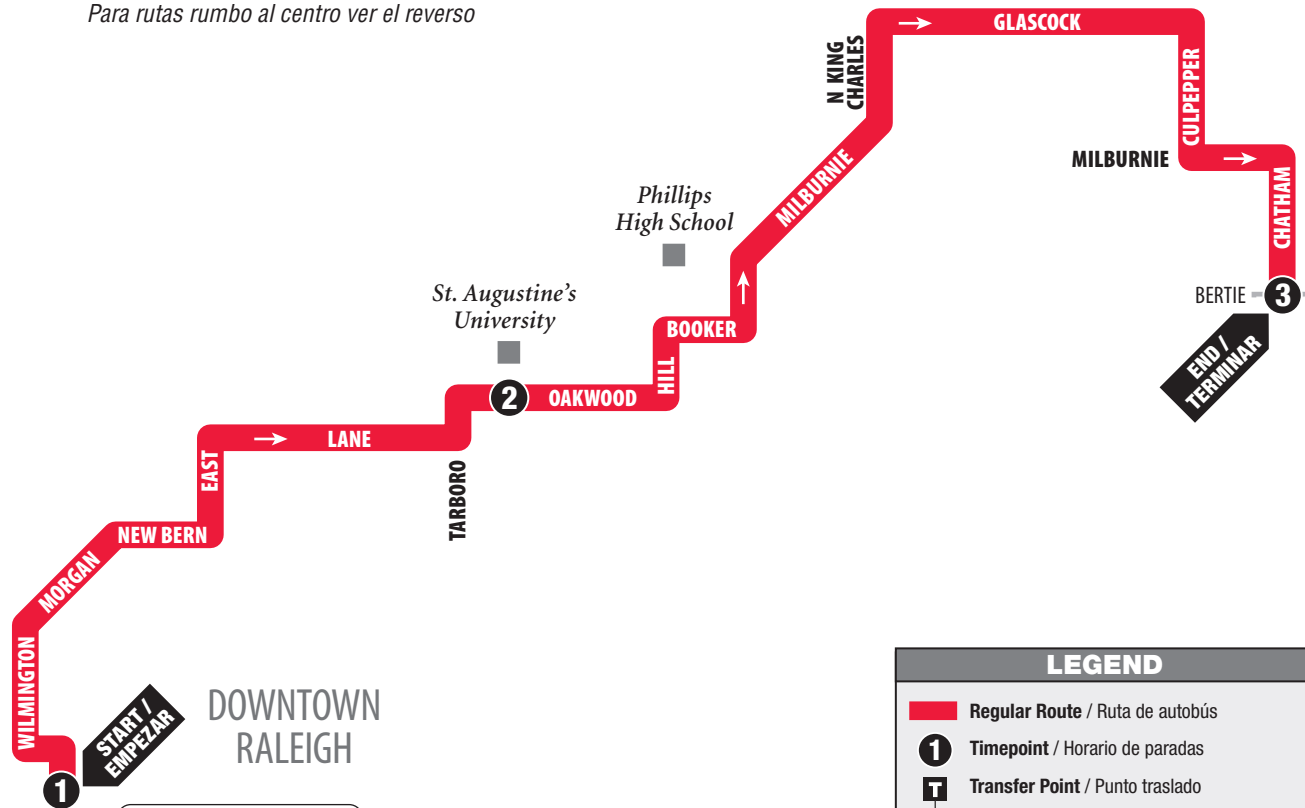 Para rutas rumbo al centro ver el reverso
GLASCOCK
N KING
CHARLES
CULPEPPER
MILBURNIE
MILBURNIE
CHATHAM
Phillips
High School
St. Augustine's
University
BERTIE
3
END /
TERMINAR
BOOKER
HILL
2
OAKWOOD
LANE
EAST
TARBORO
NEW BERN
MORGAN
WILMINGTON
START /
EMPEZAR
DOWNTOWN
RALEIGH
1
LEGEND
Regular Route / Ruta de autobús
1 Timepoint / Horario de paradas
T Transfer Point / Punto traslado